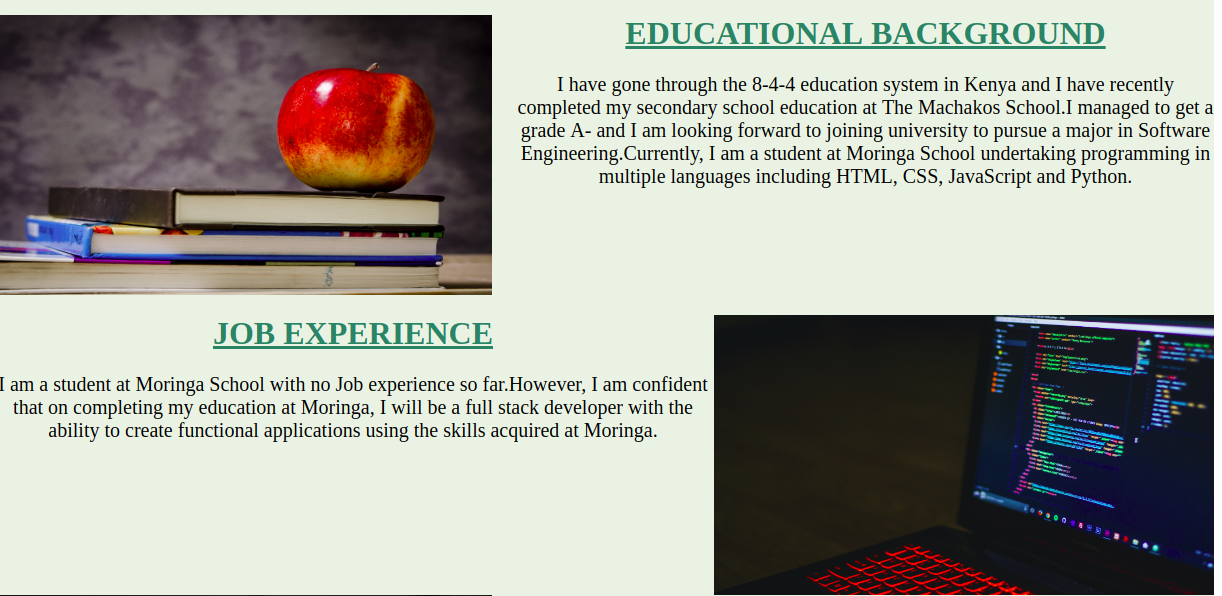 EDUCATIONAL BACKGROUND
I have gone through the 8-4-4 education system in Kenya and I have recently
completed my secondary school education at The Machakos School.I managed to get a
grade A- and I am looking forward to joining university to pursue a major in Software
Engineering.Currently, I am a student at Moringa School undertaking programming in
multiple languages including HTML, CSS, JavaScript and Python.
JOB EXPERIENCE
I am a student at Moringa School with no Job experience so far.However, I am confident
that on completing my education at Moringa, I will be a full stack developer with the
ability to create functional applications using the skills acquired at Moringa.